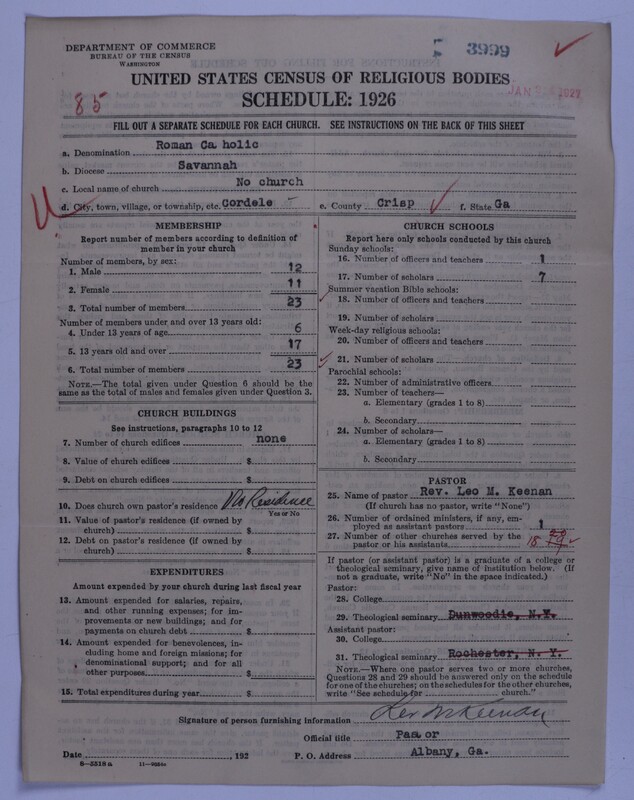 DEPARTMENT OF COMMERCE
BUREAU OF THE CENSUS
WASHINGTON
3999
UNITED STATES CENSUS OF RELIGIOUS BODIES
SCHEDULE: 1926
85
FILL OUT A SEPARATE SCHEDULE FOR EACH CHURCH. SEE INSTRUCTIONS ON THE BACK OF THIS SHEET
a. Denomination Roman Ca holic
b. Diocese Savannah
c. Local name of church No church
d. City, town, village, or township, etc. Cordele e. County Crisp f. State Ga
MEMBERSHIP
Report number of members according to definition of
member in your church
Number of members, by sex:
1. Male 12
2. Female 11
3. Total number of members 23
Number of members under and over 13 years old:
4. Under 13 years of age 6
5. 13 years old and over 17
6. Total number of members 23
NOTE.—The total given under Question 6 should be the
same as the total of males and females given under Question 3.
CHURCH BUILDINGS
See instructions, paragraphs 10 to 12
7. Number of church edifices none
8. Value of church edifices $
9. Debt on church edifices $
10. Does church own pastor's residence Residence
Yes or No
11. Value of pastor's residence (if owned by
church) $
12. Debt on pastor's residence (if owned by
church) $
EXPENDITURES
Amount expended by your church during last fiscal year
13. Amount expended for salaries, repairs,
and other running expenses; for im-
provements or new buildings; and for
payments on church debt $
14. Amount expended for benevolences, in-
cluding home and foreign missions; for
denominational support; and for all
other purposes $
15. Total expenditures during year $
CHURCH SCHOOLS
Report here only schools conducted by this church
Sunday schools:
16. Number of officers and teachers 1
17. Number of scholars 7
Summer vacation Bible schools:
18. Number of officers and teachers
19. Number of scholars
Week-day religious schools:
20. Number of officers and teachers
21. Number of scholars
Parochial schools:
22. Number of administrative officers
23. Number of teachers—
a. Elementary (grades 1 to 8)
b. Secondary
24. Number of scholars—
a. Elementary (grades 1 to 8)
b. Secondary
PASTOR
25. Name of pastor Rev. Leo M. Keenan
(If church has no pastor, write "None")
26. Number of ordained ministers, if any, em-
ployed as assistant pastors 1
27. Number of other churches served by the
pastor or his assistants 18
If pastor (or assistant pastor) is a graduate of a college or
theological seminary, give name of institution below. (If
not a graduate, write "No" in the space indicated.)
Pastor:
28. College
29. Theological seminary Dunwoodie, N.Y.
Assistant pastor:
30. College
31. Theological seminary Rochester, N. Y.
NOTE.—Where one pastor serves two or more churches,
Questions 28 and 29 should be answered only on the schedule
for one of the churches; on the schedules for the other churches,
write "See schedule for church."
Signature of person furnishing information Leo M Keenan
Official title Pastor
Date , 192 P. O. Address Albany, Ga.
8—5318a